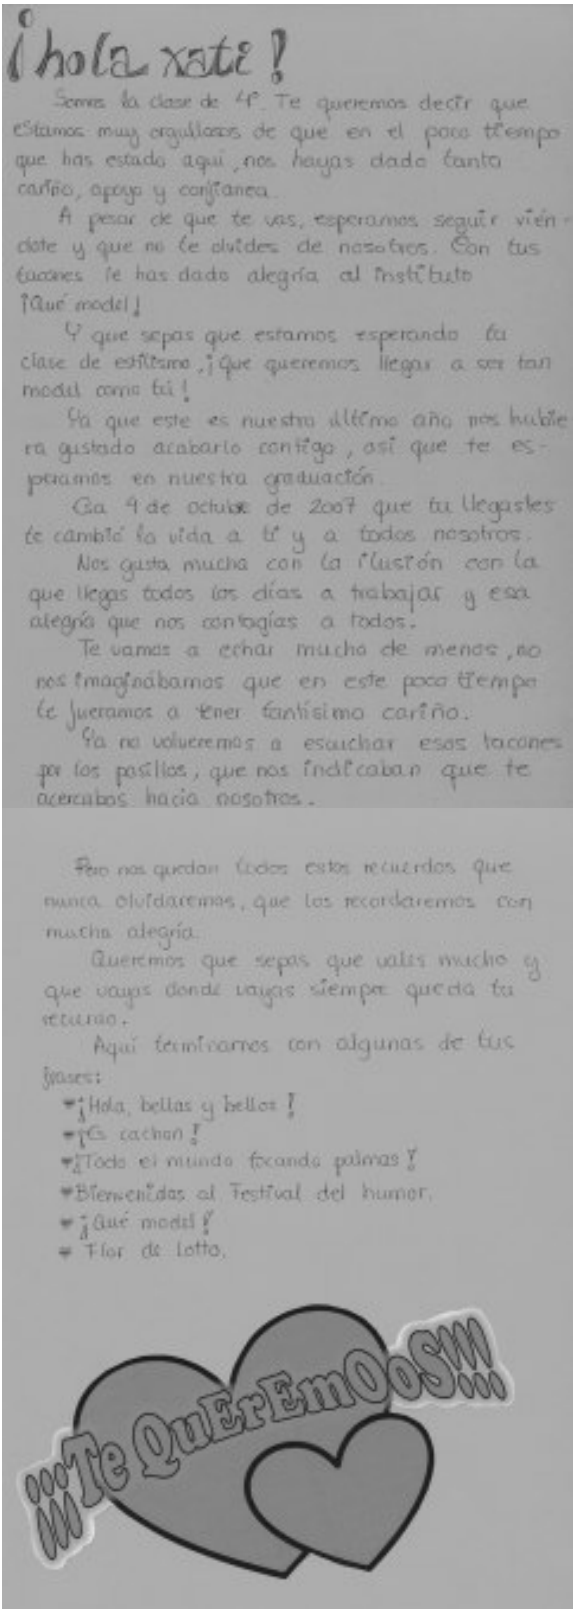 ¡hola xati!
Somos la clase de 4º. Te queremos decir que
estamos muy orgullosos de que en el poco tiempo
que has estado aquí, nos hayas dado tanto
cariño, apoyo y confianza.
A pesar de que te vas, esperamos seguir vién-
dote y que no te olvides de nosotros. Con tus
tacones le has dado alegría al instituto
¡Qué model!
Y que sepas que estamos esperando tu
clase de estilismo, ¡que queremos llegar a ser tan
model como tú!
Ya que este es nuestro último año nos hubie
ra gustado acabarlo contigo, así que te es-
peramos en nuestra graduación.
Ga 9 de octubre de 2007 que tu llegastes
te cambió la vida a ti y a todos nosotros.
Nos gusta mucho con la ilusión con la
que llegas todos los días a trabajar y esa
alegría que nos contagias a todos.
Te vamos a echar mucho de menos, no
nos imaginábamos que en este poco tiempo
te fueramos a tener tantísimo cariño.
Ya no volveremos a escuchar esos tacones
por los pasillos, que nos indicaban que te
acercabas hacia nosotros.
Pero nos quedan todos estos recuerdos que
nunca olvidaremos, que los recordaremos con
mucha alegría.
Queremos que sepas que vales mucho y
que vayas donde vayas siempre queda tu
recuerdo.
Aquí terminamos con algunas de tus
frases:
¡Hola, bellas y bellos!
¡Es cachon!
¡Todo el mundo tocando palmas!
Bienvenidos al Festival del humor.
¡Qué model!
Flor de Lotto.
¡¡¡Te QuErEmOoS!!!